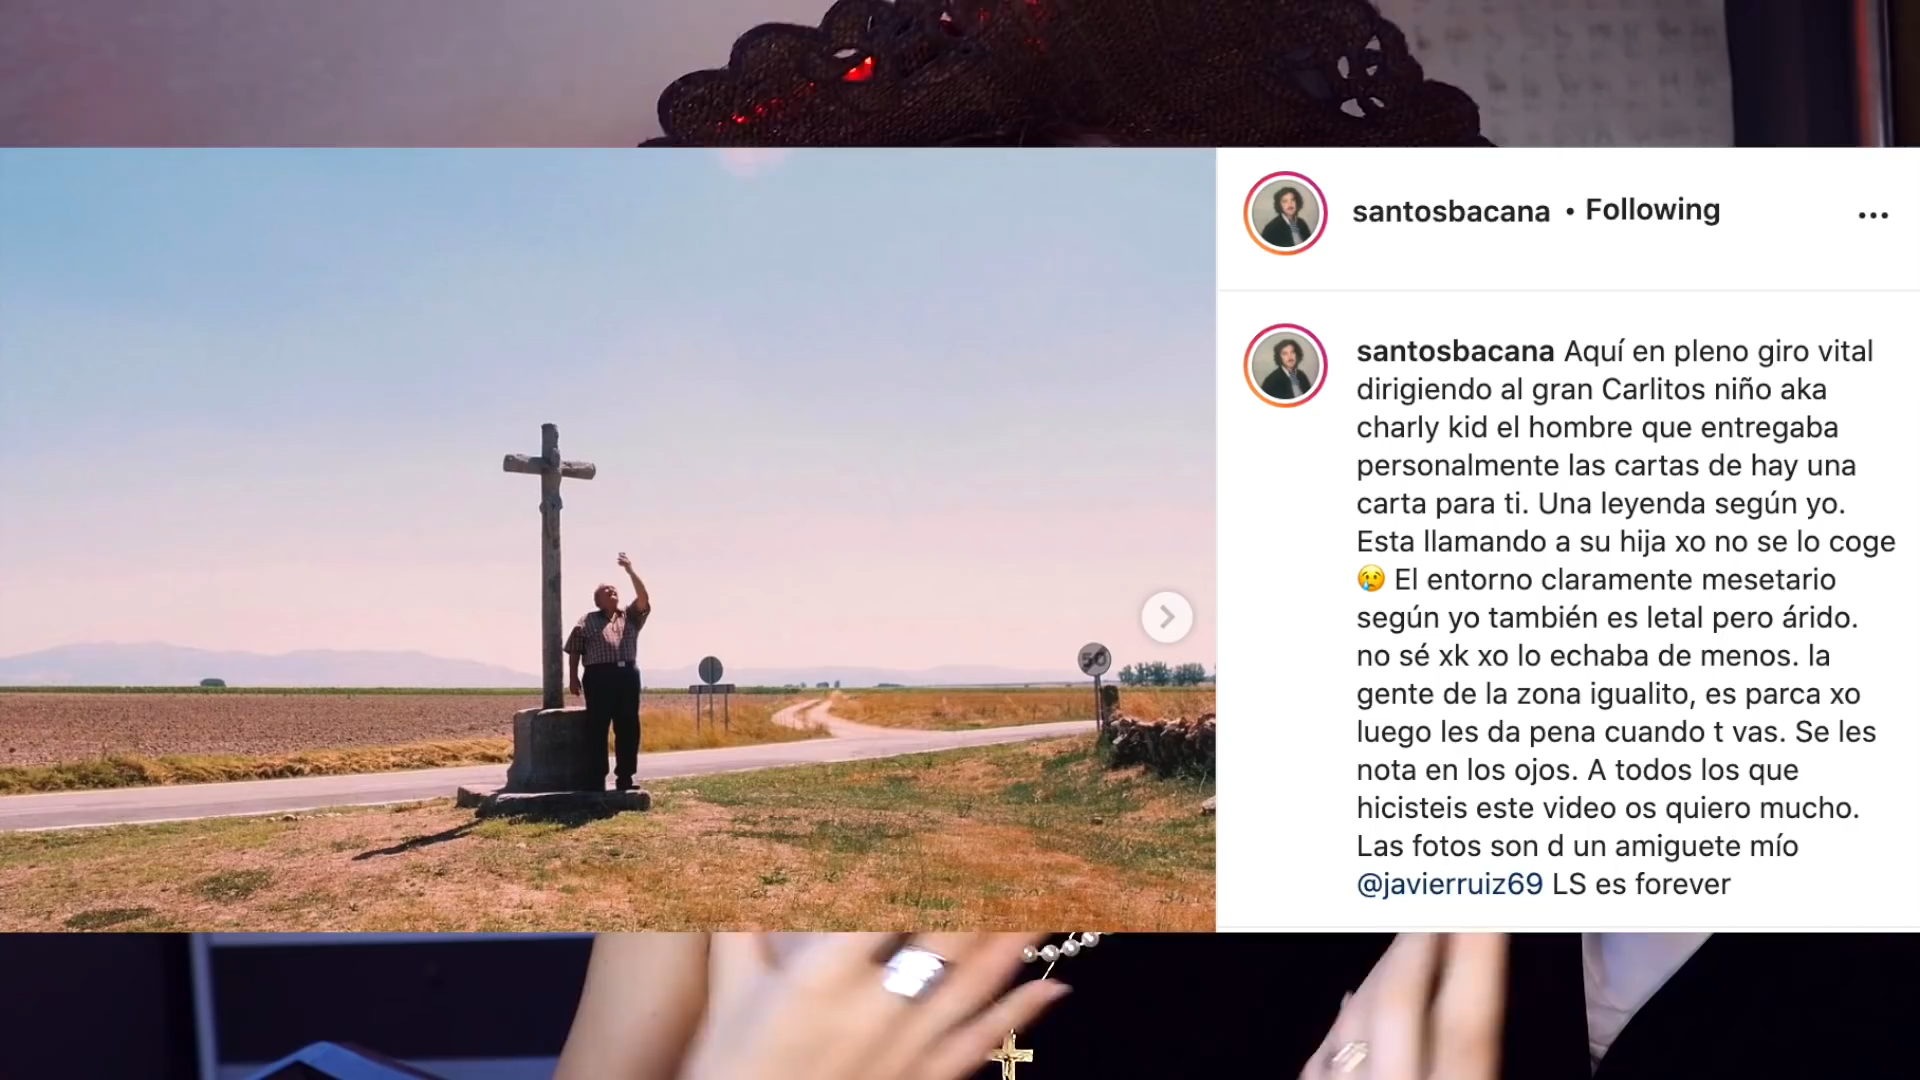 santosbacana • Following
santosbacana Aquí en pleno giro vital
dirigiendo al gran Carlitos niño aka
charly kid el hombre que entregaba
personalmente las cartas de hay una
carta para ti. Una leyenda según yo.
Esta llamando a su hija xo no se lo coge
😢 El entorno claramente mesetario
según yo también es letal pero árido.
no sé xk xo lo echaba de menos. la
gente de la zona igualito, es parca xo
luego les da pena cuando t vas. Se les
nota en los ojos. A todos los que
hicisteis este video os quiero mucho.
Las fotos son d un amiguete mío
@javierruiz69 LS es forever
50